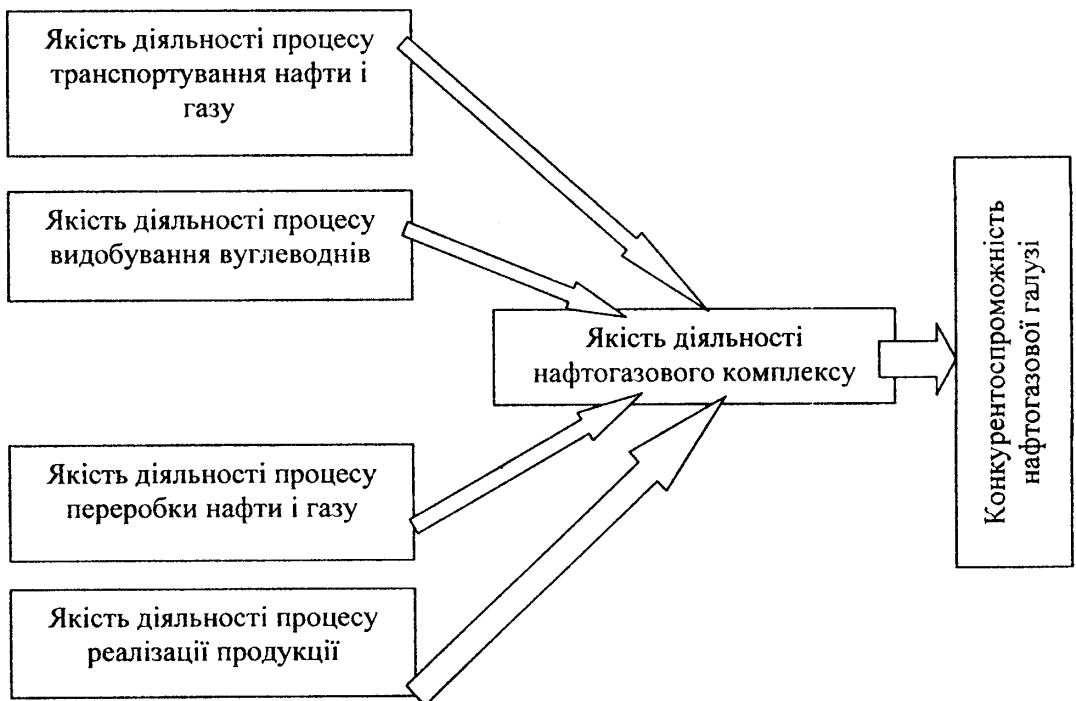 Якість діяльності процесу
транспортування нафти і
газу
Якість діяльності процесу
видобування вуглеводнів
Якість діяльності
нафтогазового комплексу
Якість діяльності процесу
переробки нафти і газу
Якість діяльності процесу
реалізації продукції
Конкурентоспроможність
нафтогазової галузі